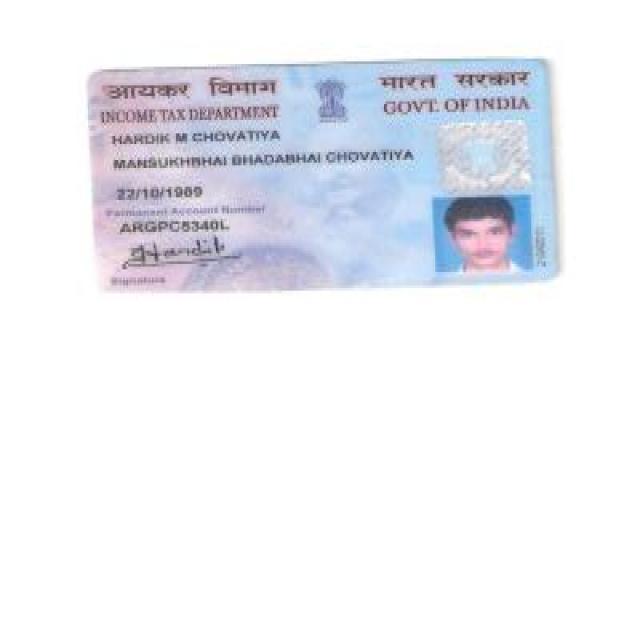 आयकर विभाग
INCOME TAX DEPARTMENT
भारत सरकार
GOVT. OF INDIA
HARDIK M CHOVATIYA
MANSUKHBHAI BHADABHAI CHOVATIYA
22/10/1989
Permanent Account Number
ARGPC5340L
Hardik
Signature